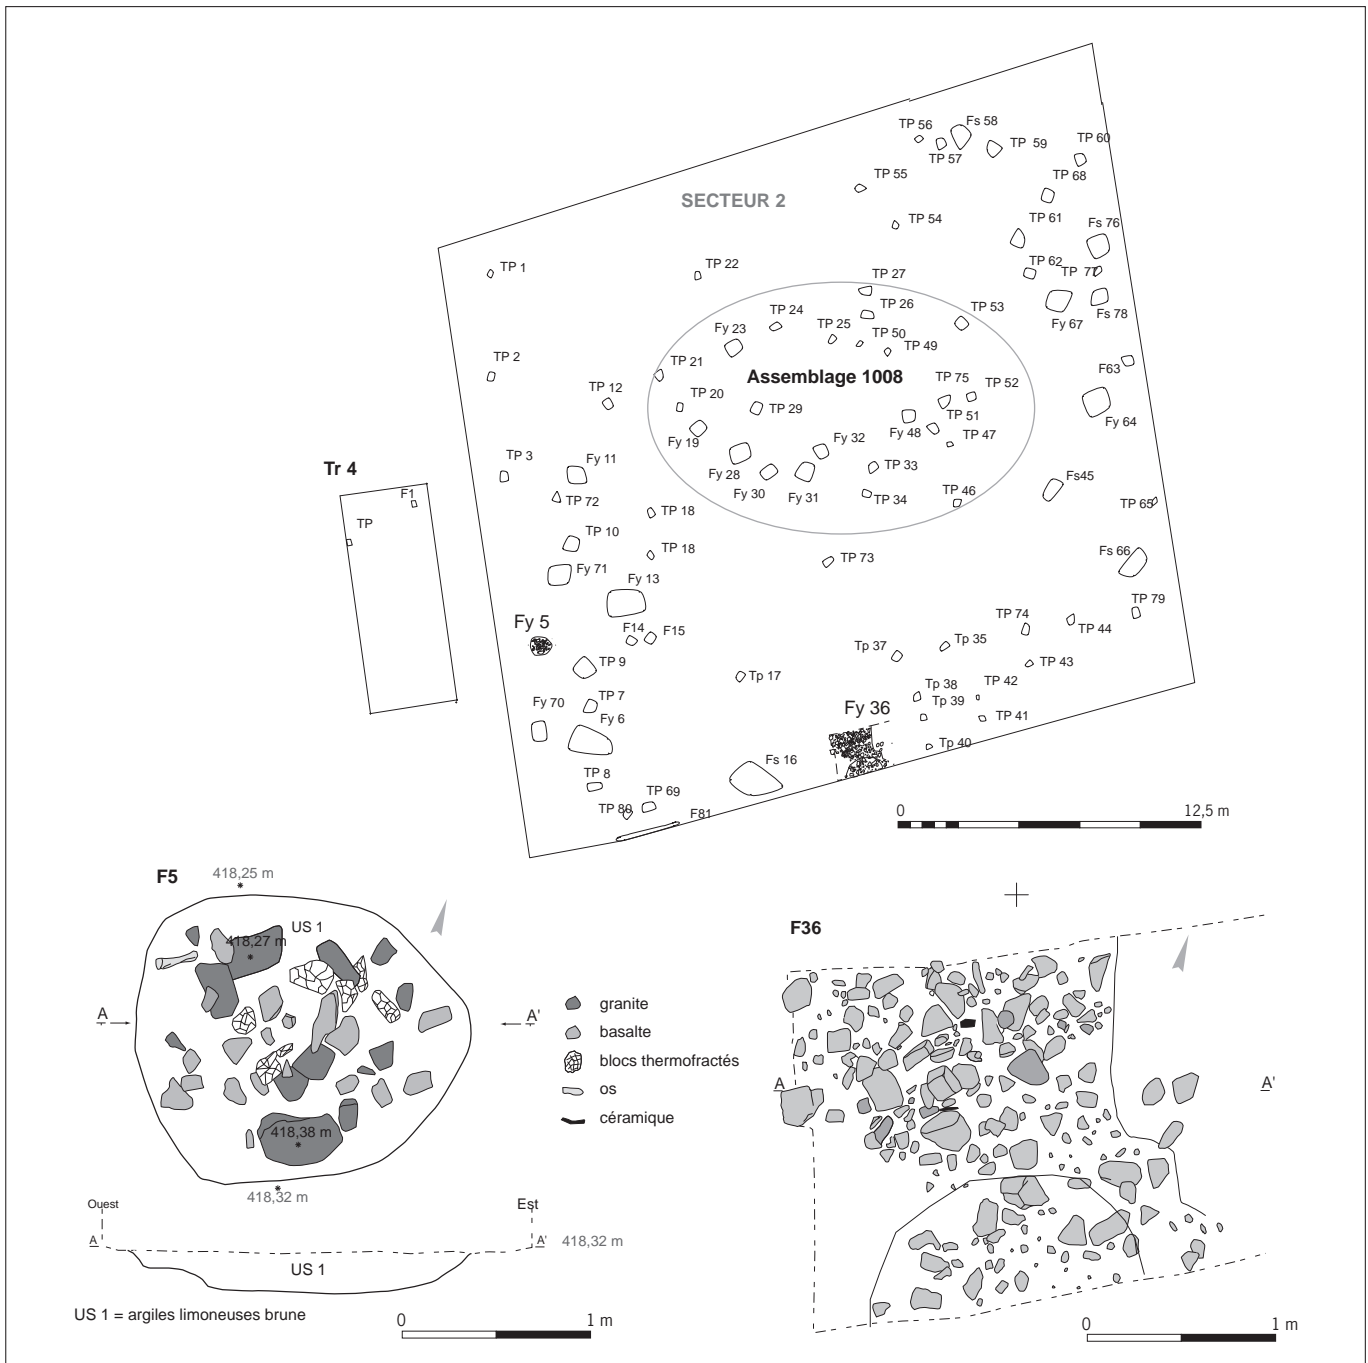 TP 56
Fs 58
TP 57
TP 59
TP 60
TP 55
TP 68
SECTEUR 2
TP 54
TP 61
Fs 76
TP 1
TP 22
TP 27
TP 62
TP 77
TP 24
TP 26
TP 53
Fs 78
Fy 23
TP 25
TP 50
Fy 67
TP 49
TP 2
TP 21
Assemblage 1008
F63
TP 12
TP 20
TP 29
TP 75
TP 52
TP 51
Fy 64
Fy 19
Fy 32
Fy 48
TP 47
TP 3
Fy 11
Fy 28
TP 33
Tr 4
Fy 30
Fy 31
Fs45
F1
TP 72
TP 34
TP 46
TP 65
TP
TP 18
TP 10
TP 18
TP 73
Fs 66
Fy 71
Fy 13
TP 79
Fy 5
F14
F15
TP 74
TP 44
TP 9
Tp 37
Tp 35
TP 43
Tp 17
Fy 70
TP 7
Tp 38
TP 42
Fy 6
Fy 36
Tp 39
TP 41
Tp 40
Fs 16
TP 8
TP 80
TP 69
F81
0
12,5 m
F5
418,25 m
US 1
418,27 m
A
A'
418,38 m
418,32 m
Ouest
Est
A
A'
418,32 m
US 1
US 1 = argiles limoneuses brune
0
1 m
granite
basalte
blocs thermofractés
os
céramique
F36
A
A'
0
1 m